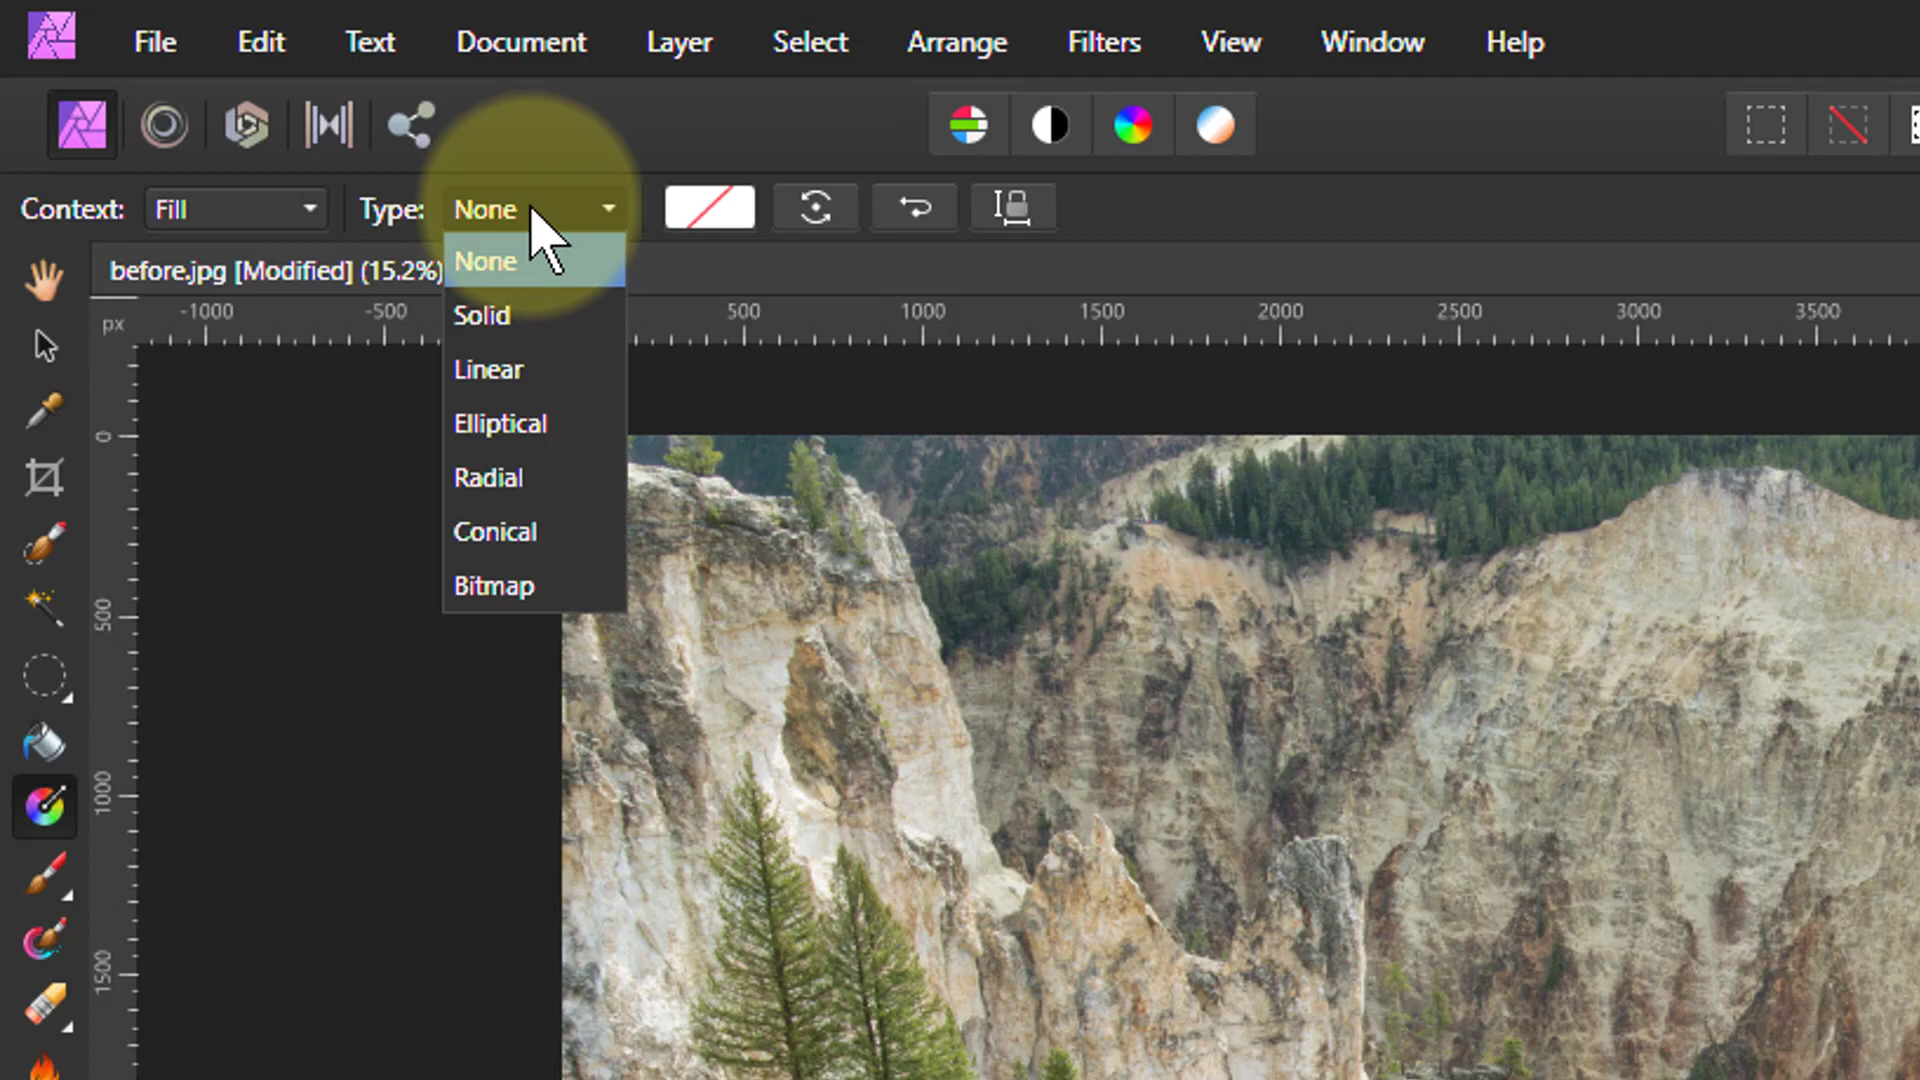 File Edit Text Document Layer Select Arrange Filters View Window Help
Context: Fill Type: None
before.jpg [Modified] (15.2%)
None
Solid
Linear
Elliptical
Radial
Conical
Bitmap
px -1000 -500 500 1000 1500 2000 2500 3000 3500
0
500
1000
1500